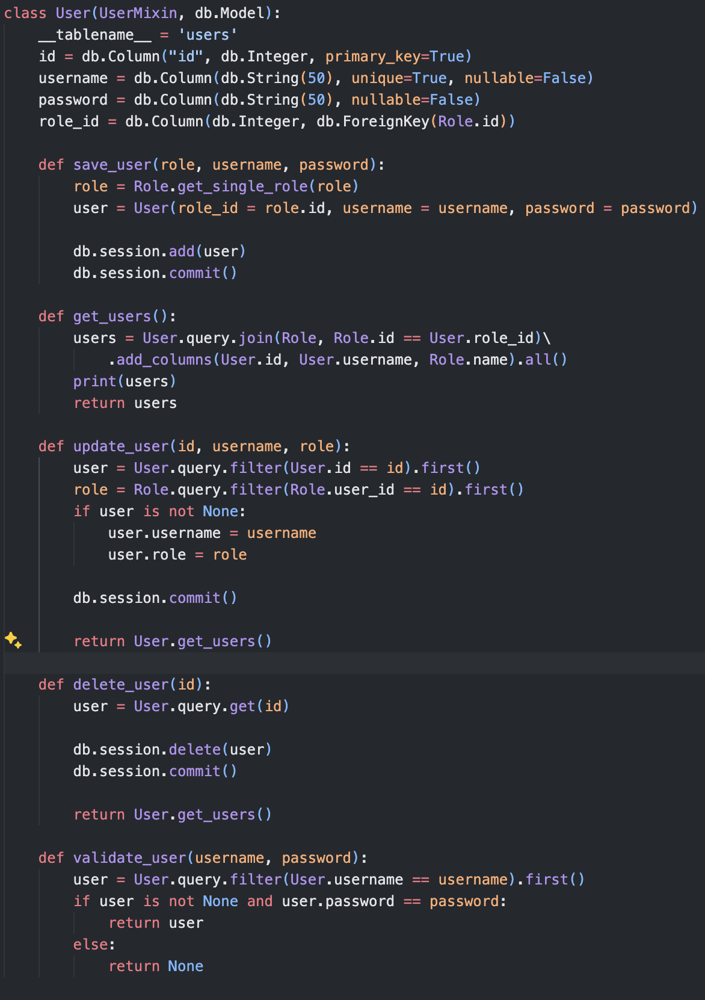 class User(UserMixin, db.Model):
    __tablename__ = 'users'
    id = db.Column("id", db.Integer, primary_key=True)
    username = db.Column(db.String(50), unique=True, nullable=False)
    password = db.Column(db.String(50), nullable=False)
    role_id = db.Column(db.Integer, db.ForeignKey(Role.id))

    def save_user(role, username, password):
        role = Role.get_single_role(role)
        user = User(role_id = role.id, username = username, password = password)

        db.session.add(user)
        db.session.commit()

    def get_users():
        users = User.query.join(Role, Role.id == User.role_id)\
            .add_columns(User.id, User.username, Role.name).all()
        print(users)
        return users

    def update_user(id, username, role):
        user = User.query.filter(User.id == id).first()
        role = Role.query.filter(Role.user_id == id).first()
        if user is not None:
            user.username = username
            user.role = role

        db.session.commit()

        return User.get_users()

    def delete_user(id):
        user = User.query.get(id)

        db.session.delete(user)
        db.session.commit()

        return User.get_users()

    def validate_user(username, password):
        user = User.query.filter(User.username == username).first()
        if user is not None and user.password == password:
            return user
        else:
            return None